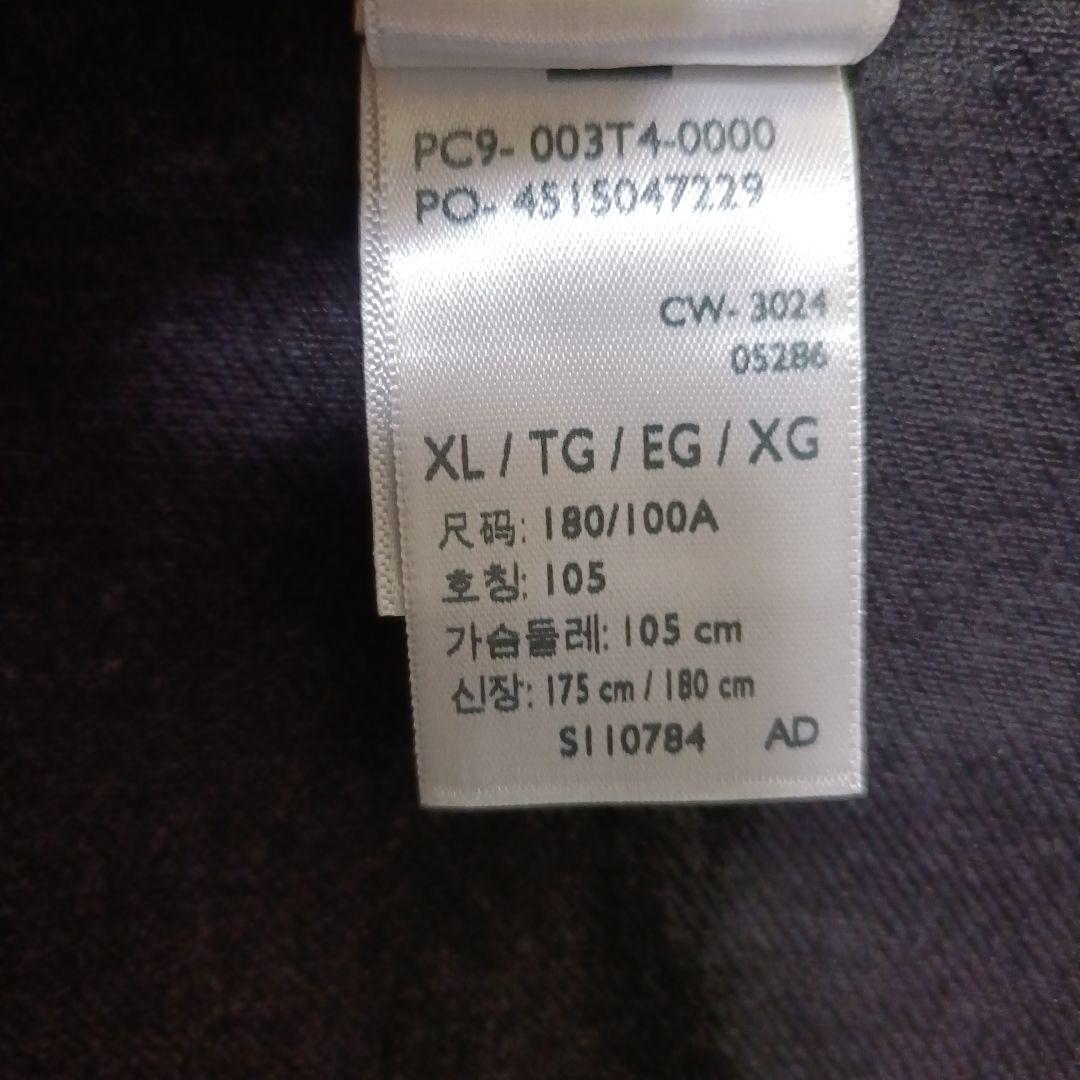 PC9- 003T4-0000
PO- 4515047229
CW- 3024
05286
XL / TG / EG / XG
尺码: 180/100A
호칭: 105
가슴둘레: 105 cm
신장: 175 cm / 180 cm
S110784 AD